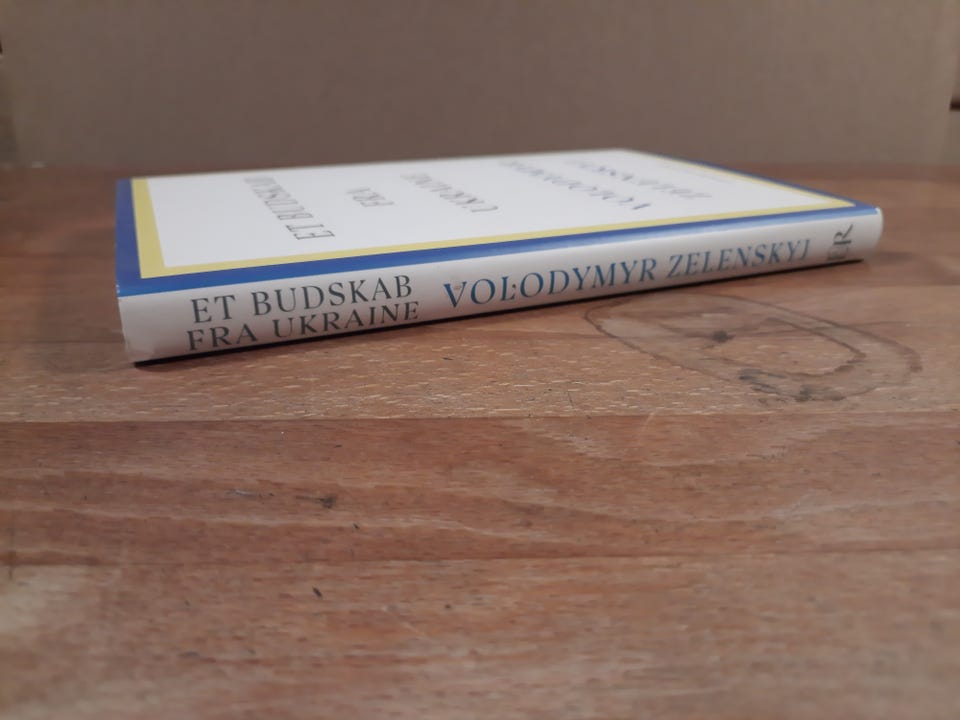 ET BUDSKAB
FRA
UKRAINE
VOLODYMYR
ZELENSKYI
ET BUDSKAB
FRA UKRAINE
VOLODYMYR ZELENSKYI